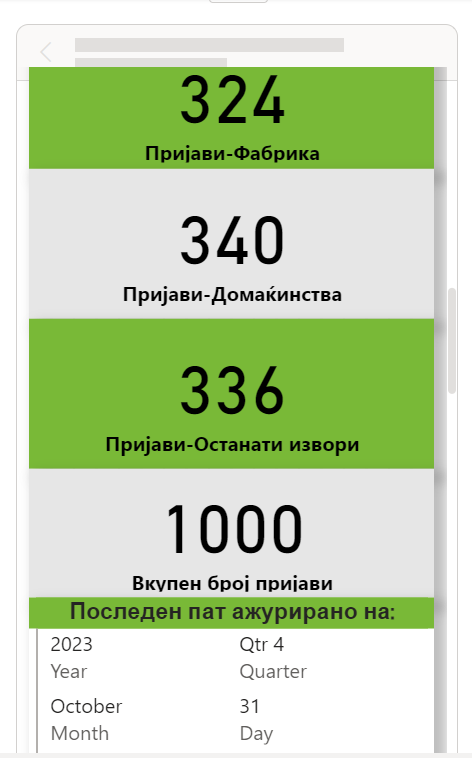 324
Пријави-Фабрика
340
Пријави-Домаќинства
336
Пријави-Останати извори
1000
Вкупен број пријави
Последен пат ажурирано на:
2023 Qtr 4
Year Quarter
October 31
Month Day